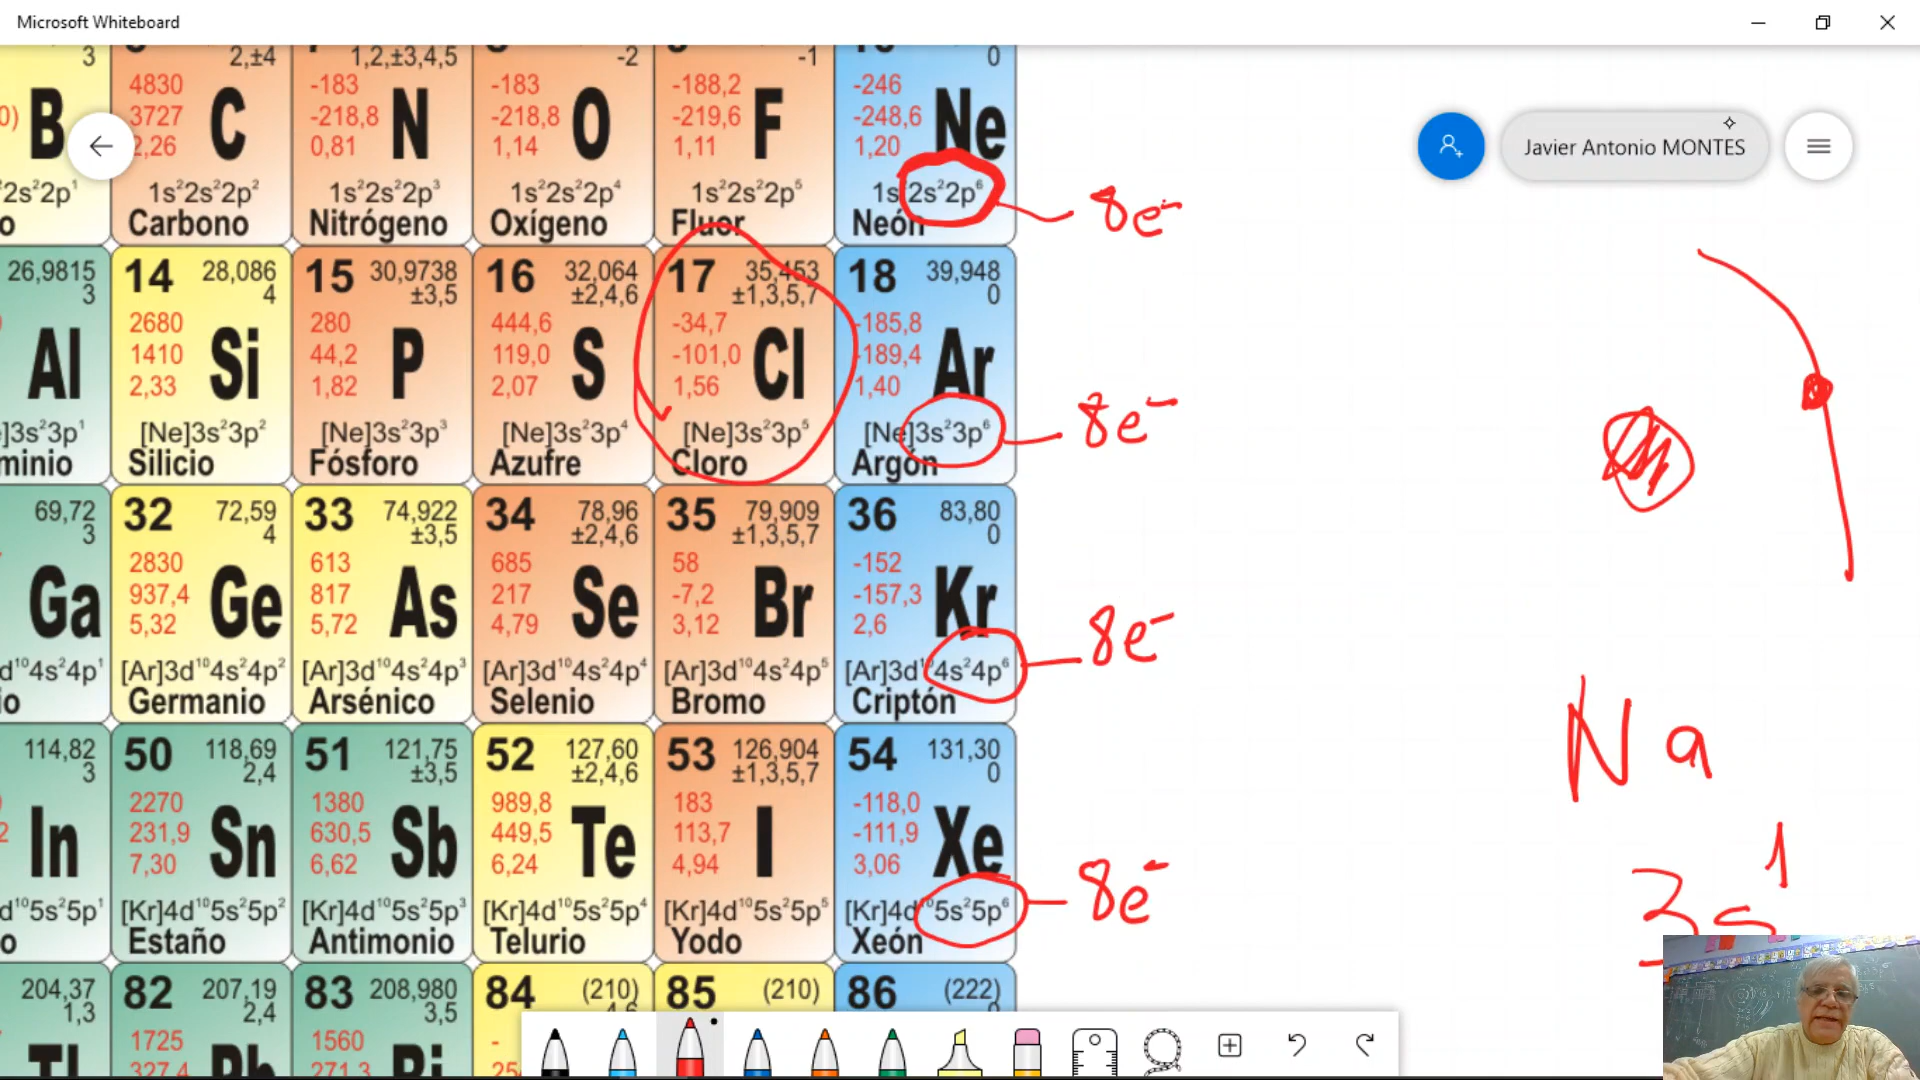 Microsoft Whiteboard
3 2,±4 1,2,±3,4,5 -2 -1 0
0) B 4830 3727 2,26 C -183 -218,8 0,81 N -183 -218,8 1,14 O -188,2 -219,6 1,11 F -246 -248,6 1,20 Ne
2s²2p¹ 1s²2s²2p² 1s²2s²2p³ 1s²2s²2p⁴ 1s²2s²2p⁵ 1s²2s²2p⁶
o Carbono Nitrógeno Oxígeno Fluor Neón
8e⁻
Javier Antonio MONTES
26,9815 14 28,086 15 30,9738 16 32,064 17 35,453 18 39,948
3 4 ±3,5 ±2,4,6 ±1,3,5,7 0
Al 2680 1410 2,33 Si 280 44,2 1,82 P 444,6 119,0 2,07 S -34,7 -101,0 1,56 Cl -185,8 -189,4 1,40 Ar
e]3s²3p¹ [Ne]3s²3p² [Ne]3s²3p³ [Ne]3s²3p⁴ [Ne]3s²3p⁵ [Ne]3s²3p⁶
minio Silicio Fósforo Azufre Cloro Argón
8e⁻
69,72 32 72,59 33 74,922 34 78,96 35 79,909 36 83,80
3 4 ±3,5 ±2,4,6 ±1,3,5,7 0
Ga 2830 937,4 5,32 Ge 613 817 5,72 As 685 217 4,79 Se 58 -7,2 3,12 Br -152 -157,3 2,6 Kr
d¹⁰4s²4p¹ [Ar]3d¹⁰4s²4p² [Ar]3d¹⁰4s²4p³ [Ar]3d¹⁰4s²4p⁴ [Ar]3d¹⁰4s²4p⁵ [Ar]3d¹⁰4s²4p⁶
io Germanio Arsénico Selenio Bromo Criptón
8e⁻
114,82 50 118,69 51 121,75 52 127,60 53 126,904 54 131,30
3 2,4 ±3,5 ±2,4,6 ±1,3,5,7 0
2 In 2270 231,9 7,30 Sn 1380 630,5 6,62 Sb 989,8 449,5 6,24 Te 183 113,7 4,94 I -118,0 -111,9 3,06 Xe
d¹⁰5s²5p¹ [Kr]4d¹⁰5s²5p² [Kr]4d¹⁰5s²5p³ [Kr]4d¹⁰5s²5p⁴ [Kr]4d¹⁰5s²5p⁵ [Kr]4d¹⁰5s²5p⁶
o Estaño Antimonio Telurio Yodo Xeón
8e⁻
Na
3s¹
204,37 82 207,19 83 208,980 84 (210) 85 (210) 86 (222)
1,3 2,4 3,5
Tl 1725 327,4 Pb 1560 271,3 Bi